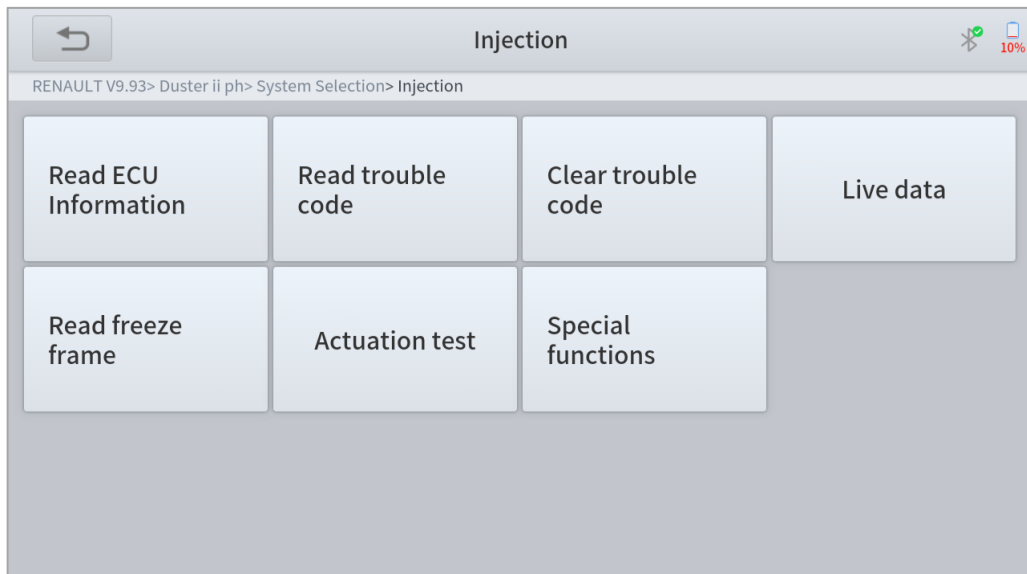 Injection
10%
RENAULT V9.93> Duster ii ph> System Selection> Injection
Read ECU
Information
Read trouble
code
Clear trouble
code
Live data
Read freeze
frame
Actuation test
Special
functions